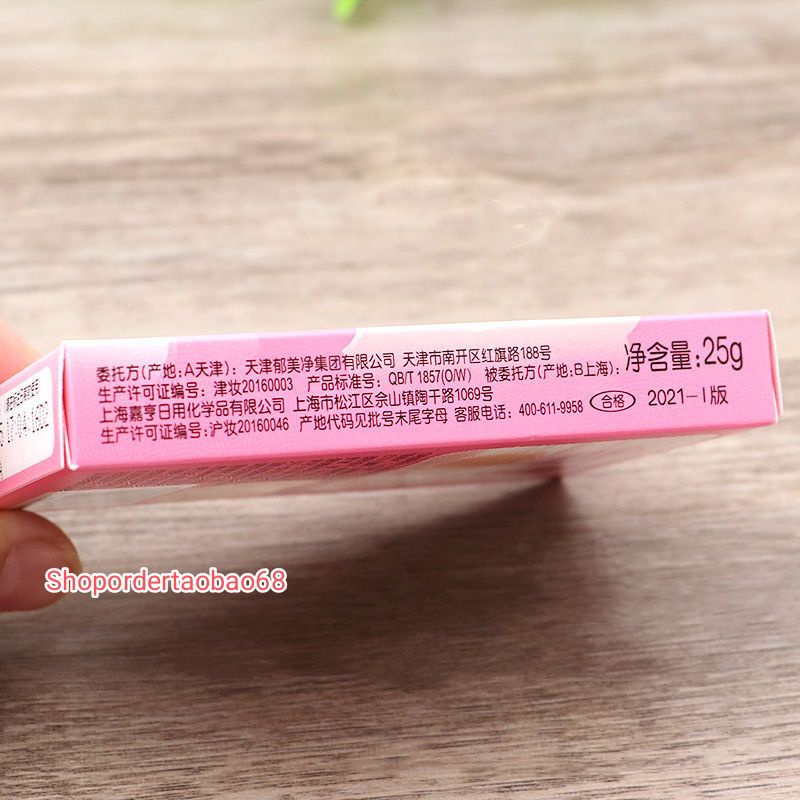 委托方(产地:A天津): 天津郁美净集团有限公司 天津市南开区红旗路188号
生产许可证编号: 津妆20160003 产品标准号: QB/T 1857(O/W) 被委托方(产地:B上海):
上海嘉亨日用化学品有限公司 上海市松江区佘山镇陶干路1069号
生产许可证编号:沪妆20160046 产地代码见批号末尾字母 客服电话: 400-611-9958 合格 2021-I版
净含量: 25g
Shopordertaobao68